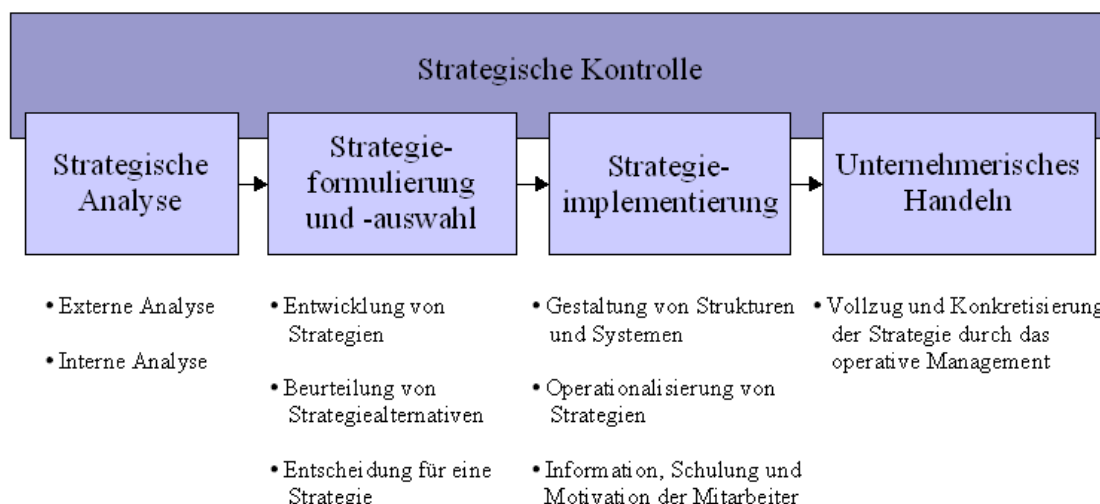 Strategische Kontrolle
Strategische
Analyse
Strategie-
formulierung
und -auswahl
Strategie-
implementierung
Unternehmerisches
Handeln
• Externe Analyse
• Interne Analyse
• Entwicklung von
Strategien
• Beurteilung von
Strategiealternativen
• Entscheidung für eine
Strategie
• Gestaltung von Strukturen
und Systemen
• Operationalisierung von
Strategien
• Information, Schulung und
Motivation der Mitarbeiter
• Vollzug und Konkretisierung
der Strategie durch das
operative Management